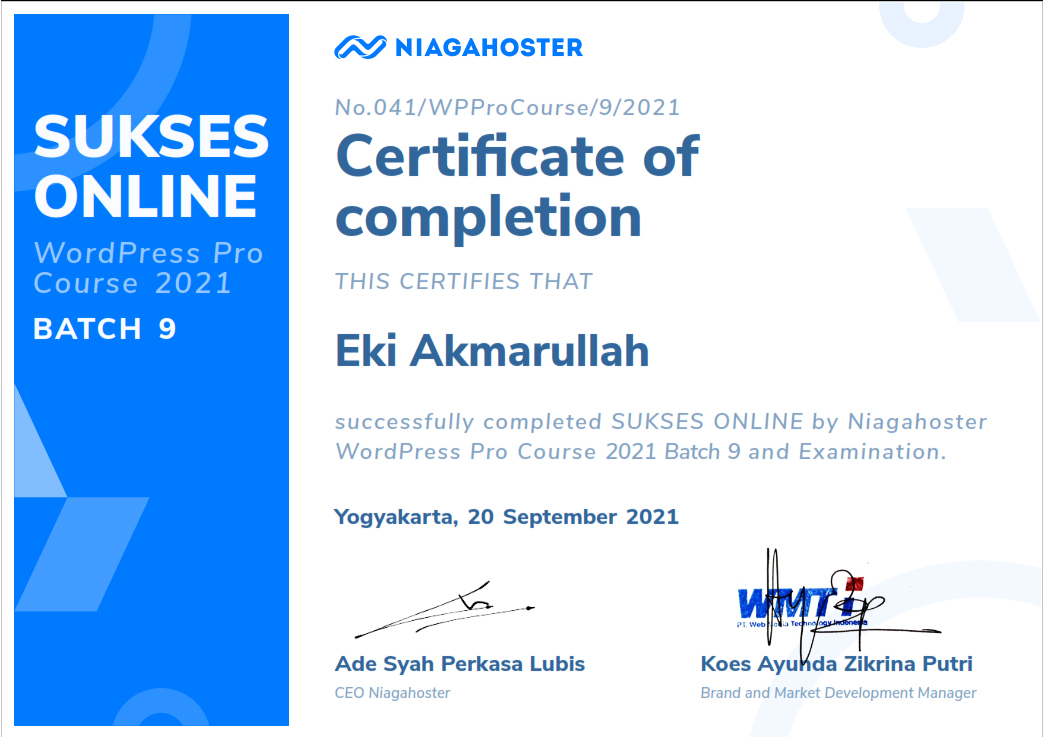 SUKSES
ONLINE
WordPress Pro
Course 2021
BATCH 9
NIAGAHOSTER
No.041/WPProCourse/9/2021
Certificate of
completion
THIS CERTIFIES THAT
Eki Akmarullah
successfully completed SUKSES ONLINE by Niagahoster
WordPress Pro Course 2021 Batch 9 and Examination.
Yogyakarta, 20 September 2021
WMTi
PT. Web Media Technology Indonesia
Ade Syah Perkasa Lubis
CEO Niagahoster
Koes Ayunda Zikrina Putri
Brand and Market Development Manager